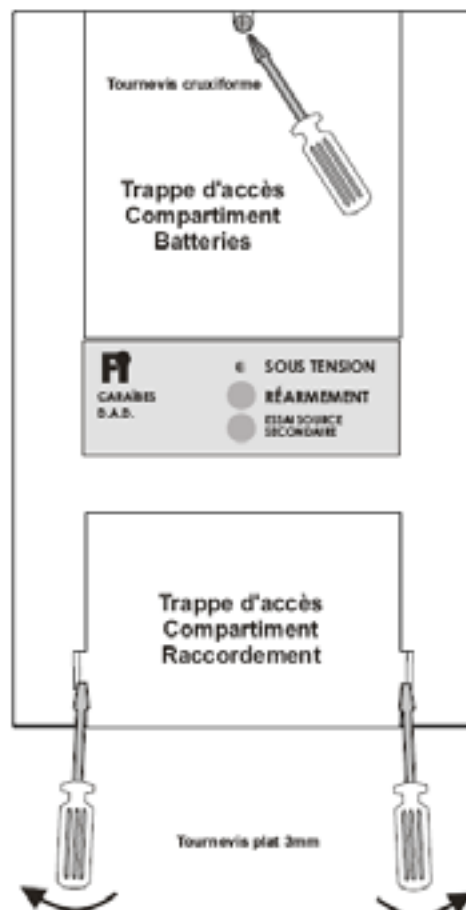 Tournevis cruxiforme
Trappe d'accès
Compartiment
Batteries
CARAÏBES
D.A.D.
SOUS TENSION
RÉARMEMENT
ESSAI SOURCE
SECONDAIRE
Trappe d'accès
Compartiment
Raccordement
Tournevis plat 3mm